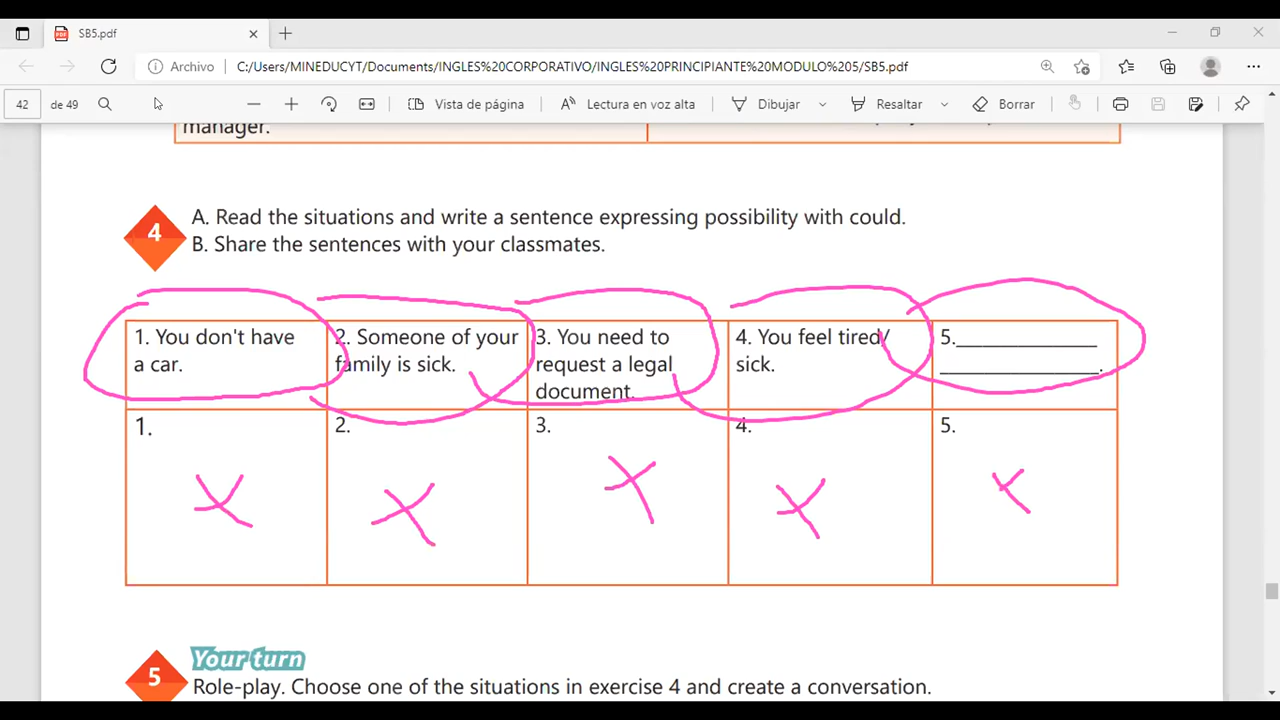 SB5.pdf
Archivo
C:/Users/MINEDUCYT/Documents/INGLES%20CORPORATIVO/INGLES%20PRINCIPIANTE%20MODULO%205/SB5.pdf
42 de 49
Vista de página
Lectura en voz alta
Dibujar
Resaltar
Borrar
manager.
4
A. Read the situations and write a sentence expressing possibility with could.
B. Share the sentences with your classmates.
1. You don't have
a car.
2. Someone of your
family is sick.
3. You need to
request a legal
document.
4. You feel tired/
sick.
5.______________
________________.
1.
2.
3.
4.
5.
5
Your turn
Role-play. Choose one of the situations in exercise 4 and create a conversation.